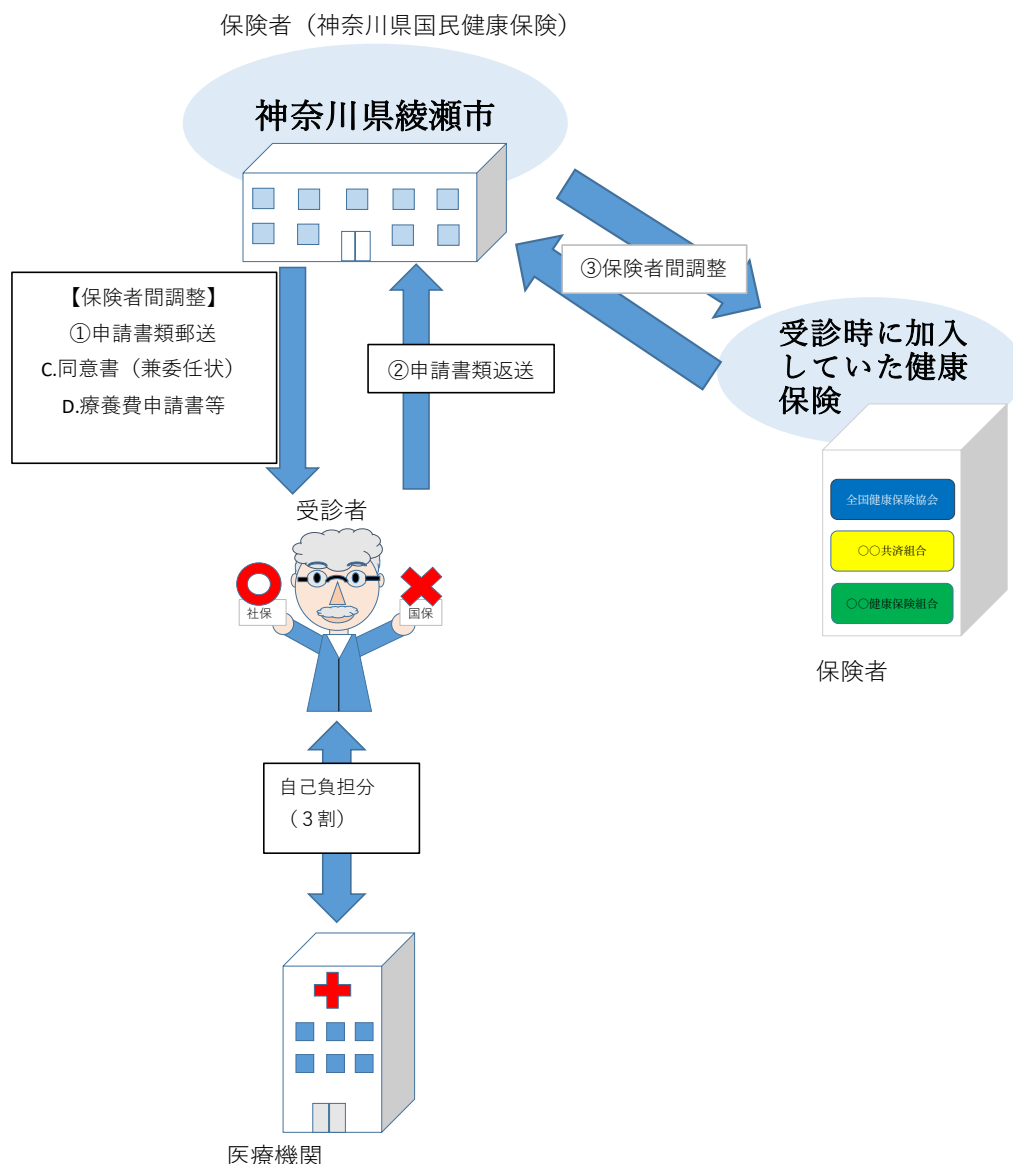 保険者（神奈川県国民健康保険）
神奈川県綾瀬市
【保険者間調整】
①申請書類郵送
C.同意書（兼委任状）
D.療養費申請書等
②申請書類返送
③保険者間調整
受診時に加入
していた健康
保険
全国健康保険協会
○○共済組合
○○健康保険組合
保険者
受診者
社保
国保
自己負担分
（３割）
医療機関